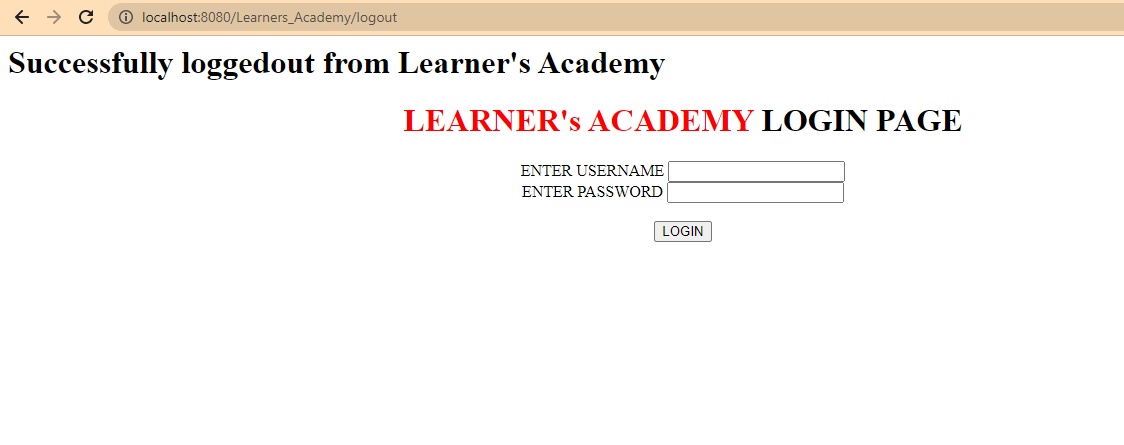 localhost:8080/Learners_Academy/logout
Successfully loggedout from Learner's Academy
LEARNER's ACADEMY LOGIN PAGE
ENTER USERNAME
ENTER PASSWORD
LOGIN